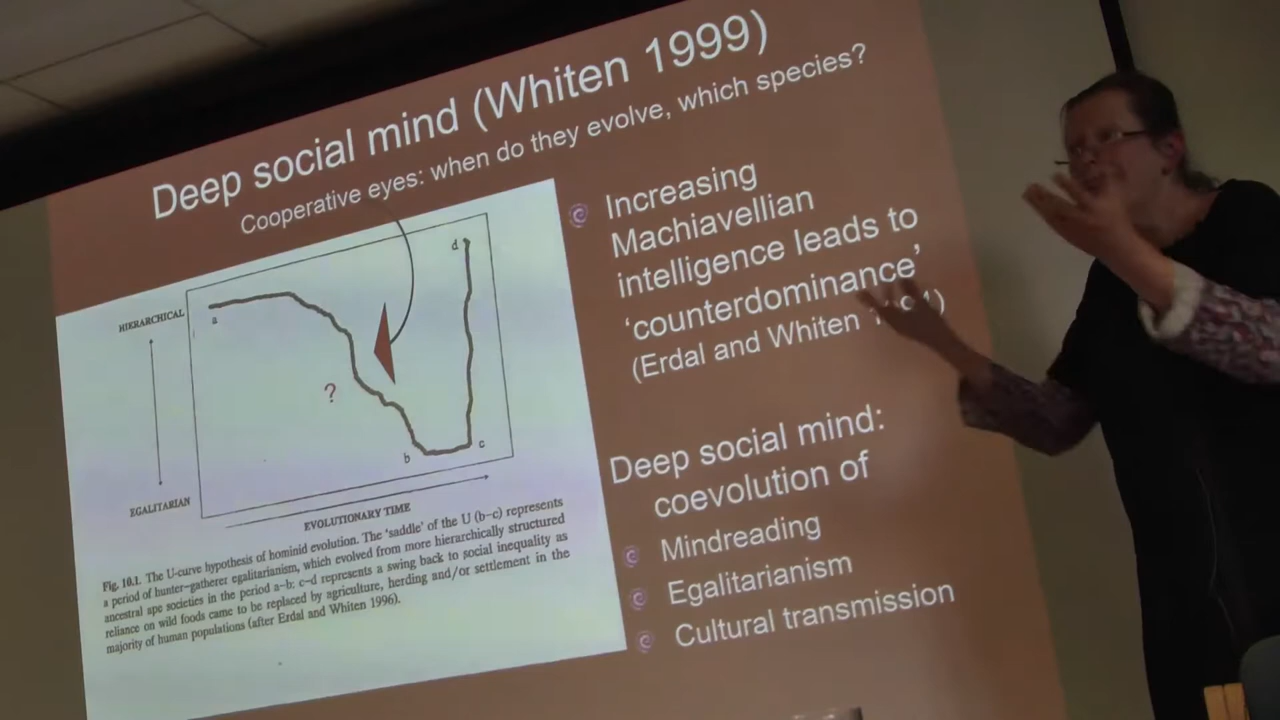 Deep social mind (Whiten 1999)
Cooperative eyes: when do they evolve, which species?
HIERARCHICAL
EGALITARIAN
a
?
b
c
d
EVOLUTIONARY TIME
Fig. 10.1. The U-curve hypothesis of hominid evolution. The 'saddle' of the U (b–c) represents
a period of hunter–gatherer egalitarianism, which evolved from more hierarchically structured
ancestral ape societies in the period a–b: c–d represents a swing back to social inequality as
reliance on wild foods came to be replaced by agriculture, herding and/or settlement in the
majority of human populations (after Erdal and Whiten 1996).
Increasing
Machiavellian
intelligence leads to
'counterdominance'
(Erdal and Whiten
Deep social mind:
coevolution of
Mindreading
Egalitarianism
Cultural transmission